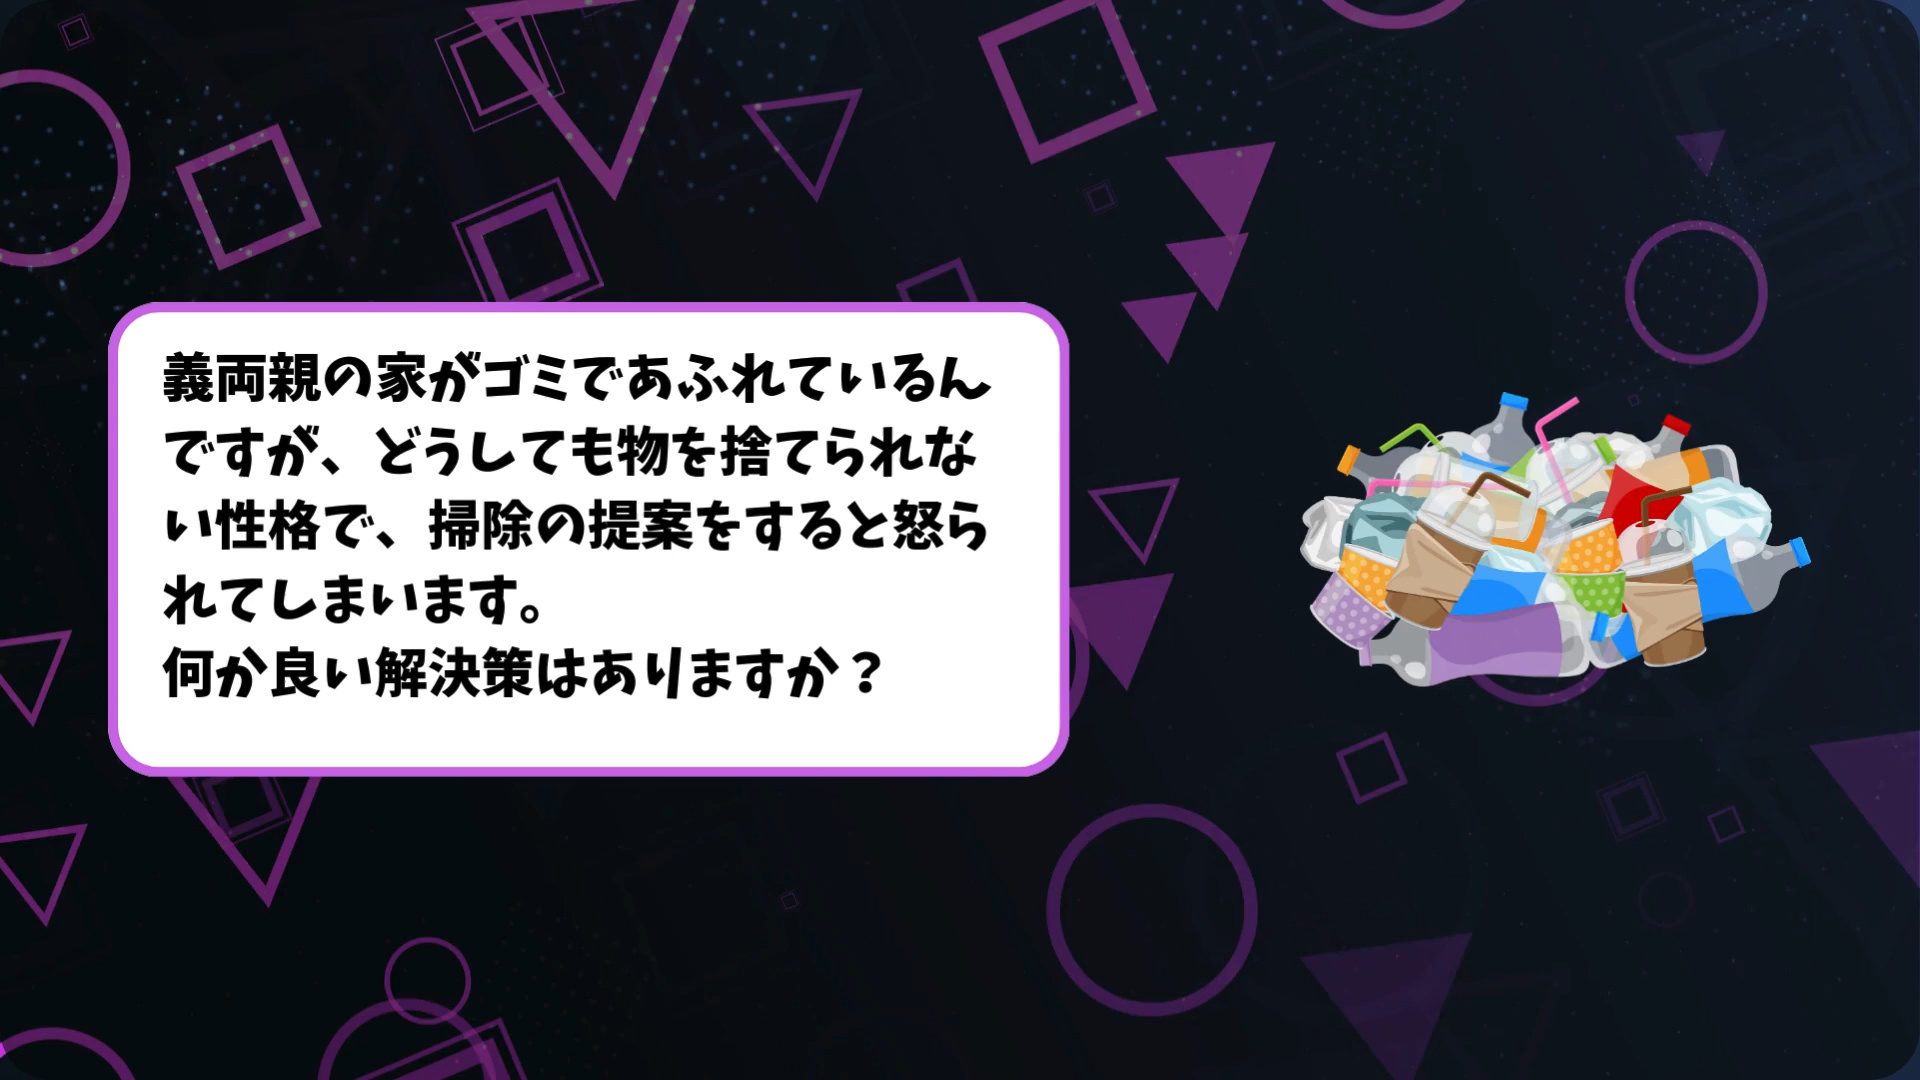 義両親の家がゴミであふれているん
ですが、どうしても物を捨てられな
い性格で、掃除の提案をすると怒ら
れてしまいます。
何か良い解決策はありますか？